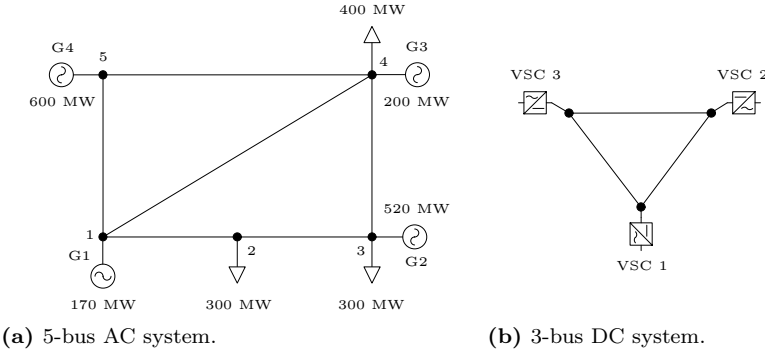 400 MW
G4
5
4
G3
600 MW
200 MW
520 MW
1
2
3
G1
G2
170 MW
300 MW
300 MW
(a) 5-bus AC system.
VSC 3
VSC 2
VSC 1
(b) 3-bus DC system.